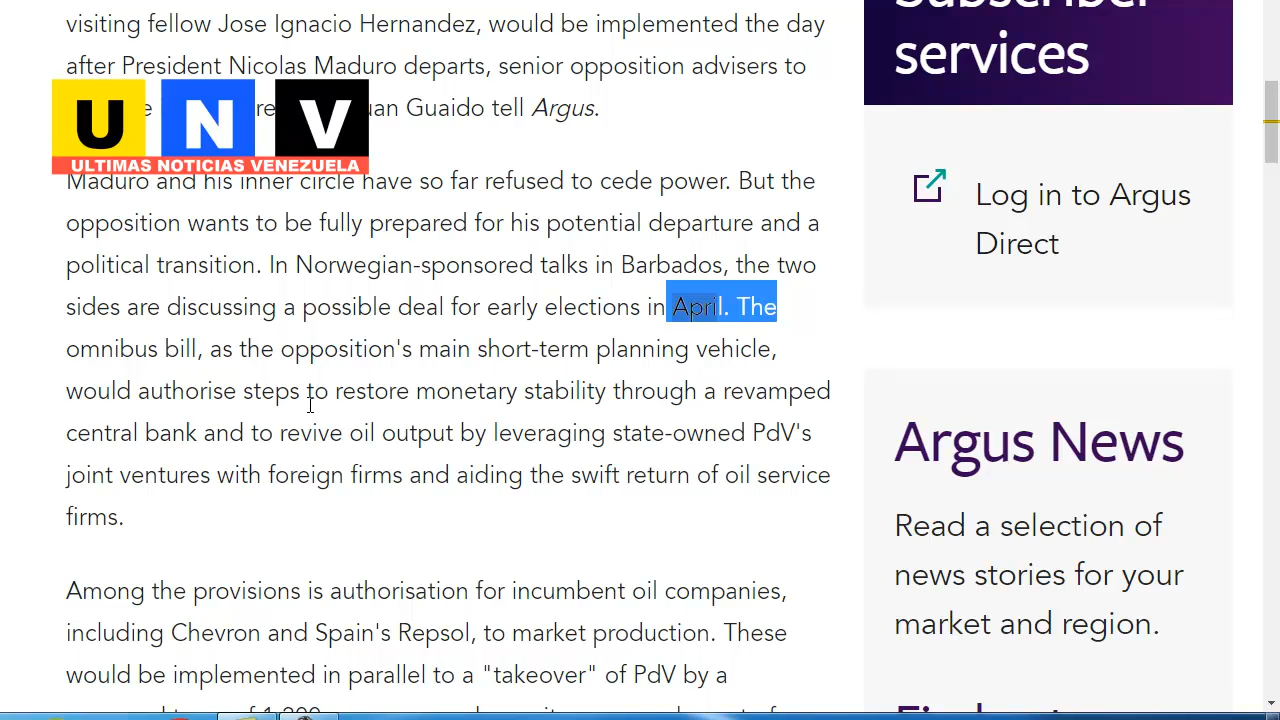 visiting fellow Jose Ignacio Hernandez, would be implemented the day
after President Nicolas Maduro departs, senior opposition advisers to
uan Guaido tell Argus.
U N V
ULTIMAS NOTICIAS VENEZUELA
Maduro and his inner circle have so far refused to cede power. But the
opposition wants to be fully prepared for his potential departure and a
political transition. In Norwegian-sponsored talks in Barbados, the two
sides are discussing a possible deal for early elections in April. The
omnibus bill, as the opposition's main short-term planning vehicle,
would authorise steps to restore monetary stability through a revamped
central bank and to revive oil output by leveraging state-owned PdV's
joint ventures with foreign firms and aiding the swift return of oil service
firms.
Among the provisions is authorisation for incumbent oil companies,
including Chevron and Spain's Repsol, to market production. These
would be implemented in parallel to a "takeover" of PdV by a
Subscriber
services
Log in to Argus
Direct
Argus News
Read a selection of
news stories for your
market and region.